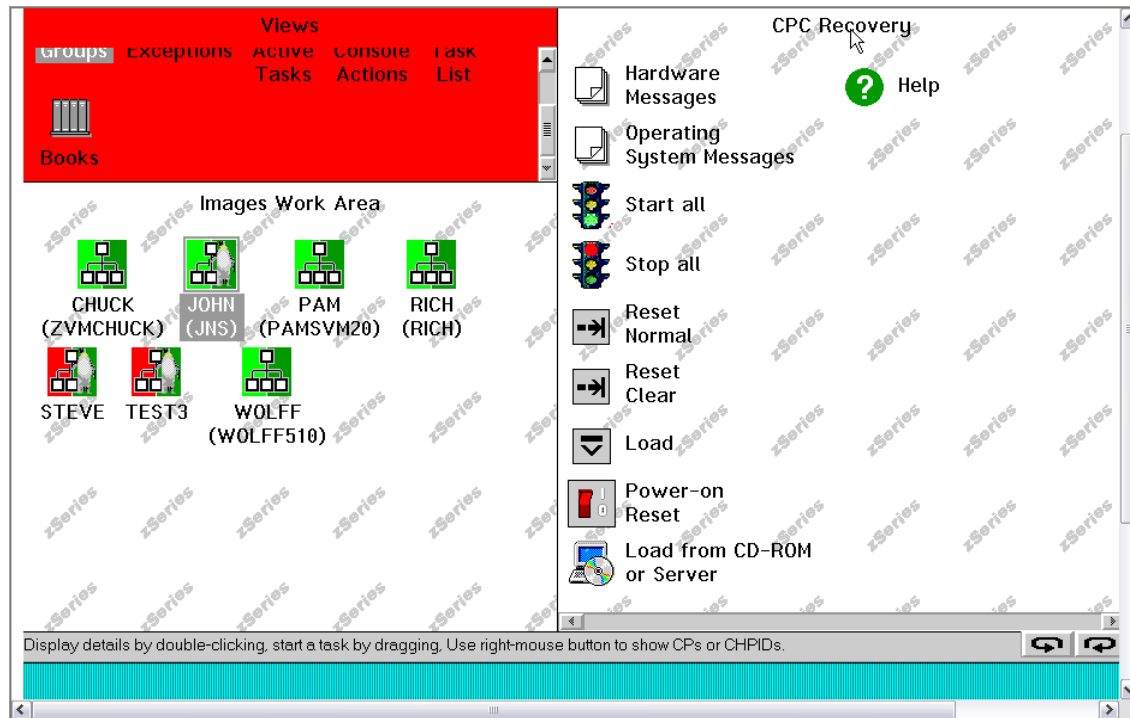 Views
Groups Exceptions Active Console Task
Tasks Actions List
Books
Images Work Area
CHUCK
(ZVMCHUCK)
JOHN
(JNS)
PAM
(PAMSVM20)
RICH
(RICH)
STEVE
TEST3
WOLFF
(WOLFF510)
CPC Recovery
Hardware
Messages
Help
Operating
System Messages
Start all
Stop all
Reset
Normal
Reset
Clear
Load
Power-on
Reset
Load from CD-ROM
or Server
zSeries
Display details by double-clicking, start a task by dragging, Use right-mouse button to show CPs or CHPIDs.